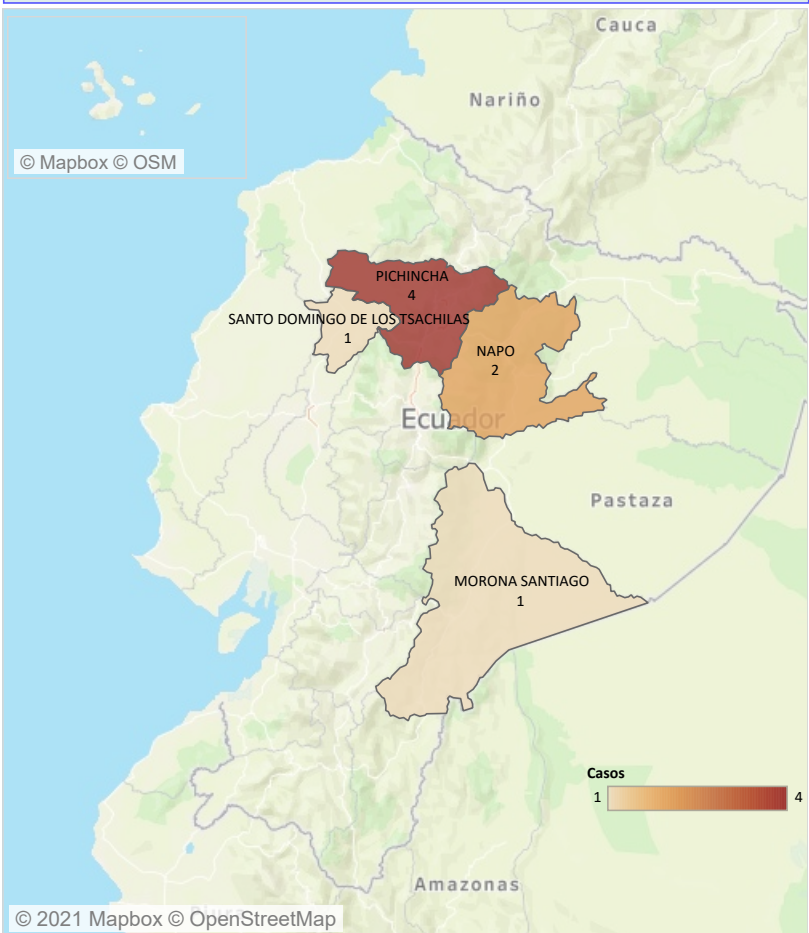 Cauca
Nariño
© Mapbox © OSM
PICHINCHA
4
SANTO DOMINGO DE LOS TSACHILAS
1
NAPO
2
Ecuador
Pastaza
MORONA SANTIAGO
1
Casos
1
4
Amazonas
© 2021 Mapbox © OpenStreetMap